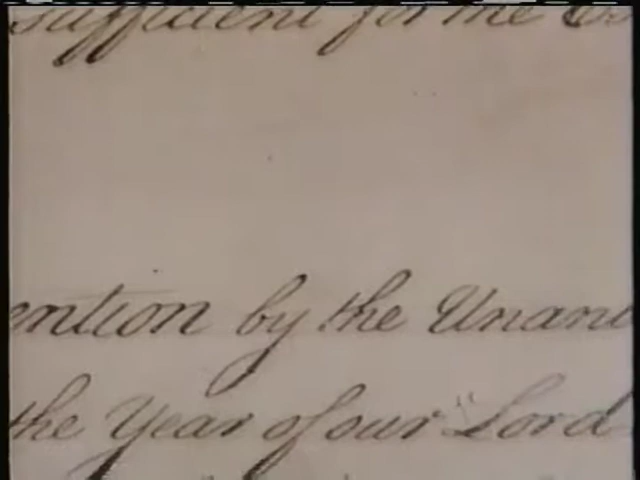 sufficient for the
ention by the Unani
the Year of our Lord